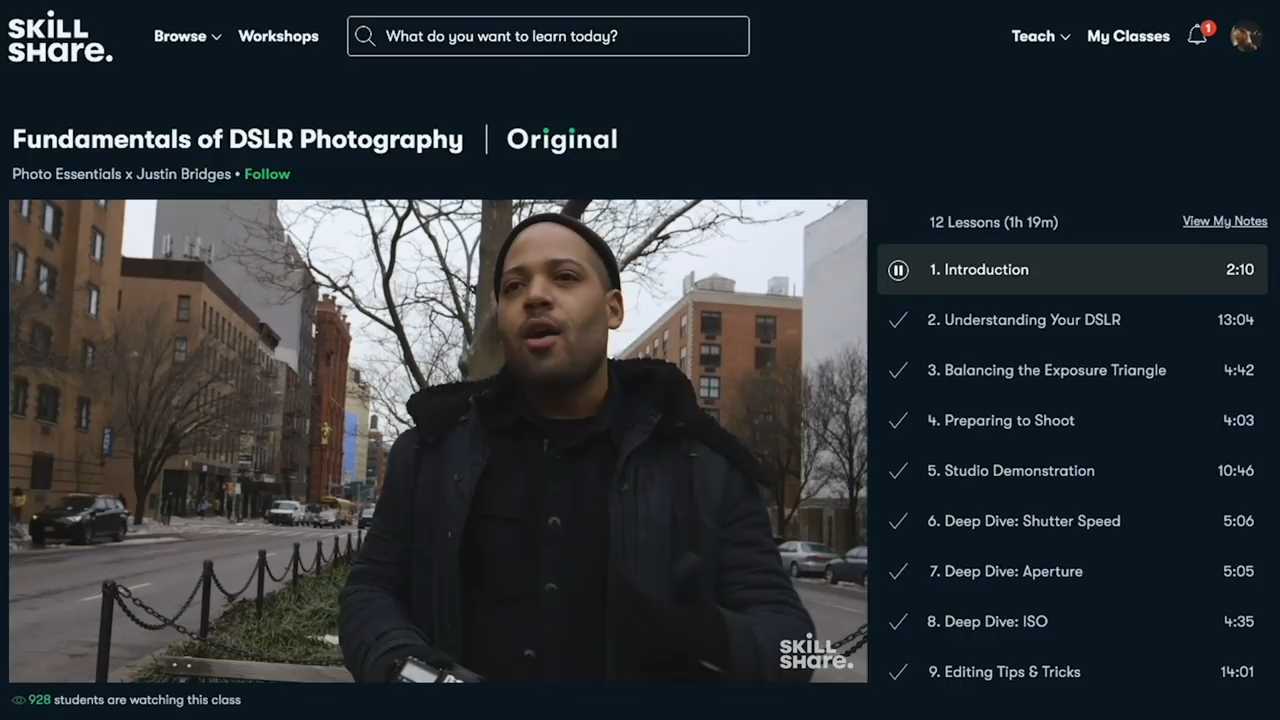 SKILL
SHARE.
Browse
Workshops
What do you want to learn today?
Teach
My Classes
1
Fundamentals of DSLR Photography | Original
Photo Essentials x Justin Bridges • Follow
12 Lessons (1h 19m)
View My Notes
1. Introduction 2:10
2. Understanding Your DSLR 13:04
3. Balancing the Exposure Triangle 4:42
4. Preparing to Shoot 4:03
5. Studio Demonstration 10:46
6. Deep Dive: Shutter Speed 5:06
7. Deep Dive: Aperture 5:05
8. Deep Dive: ISO 4:35
9. Editing Tips & Tricks 14:01
SKILL
SHARE.
928 students are watching this class